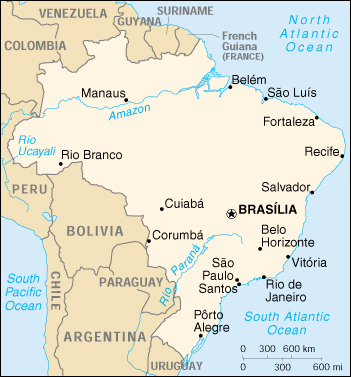 VENEZUELA
SURINAME
GUYANA
French
Guiana
(FRANCE)
North
Atlantic
Ocean
COLOMBIA
Belém
Manaus
São Luís
Amazon
Fortaleza
Rio
Ucayali
Rio Branco
Recife
PERU
Salvador
Cuiabá
BRASÍLIA
BOLIVIA
Corumbá
Belo
Horizonte
Rio Paraná
Vitória
São
Paulo
Santos
Rio de
Janeiro
South
Pacific
Ocean
CHILE
PARAGUAY
Pôrto
Alegre
South Atlantic
Ocean
ARGENTINA
URUGUAY
0 300 600 km
0 300 600 mi